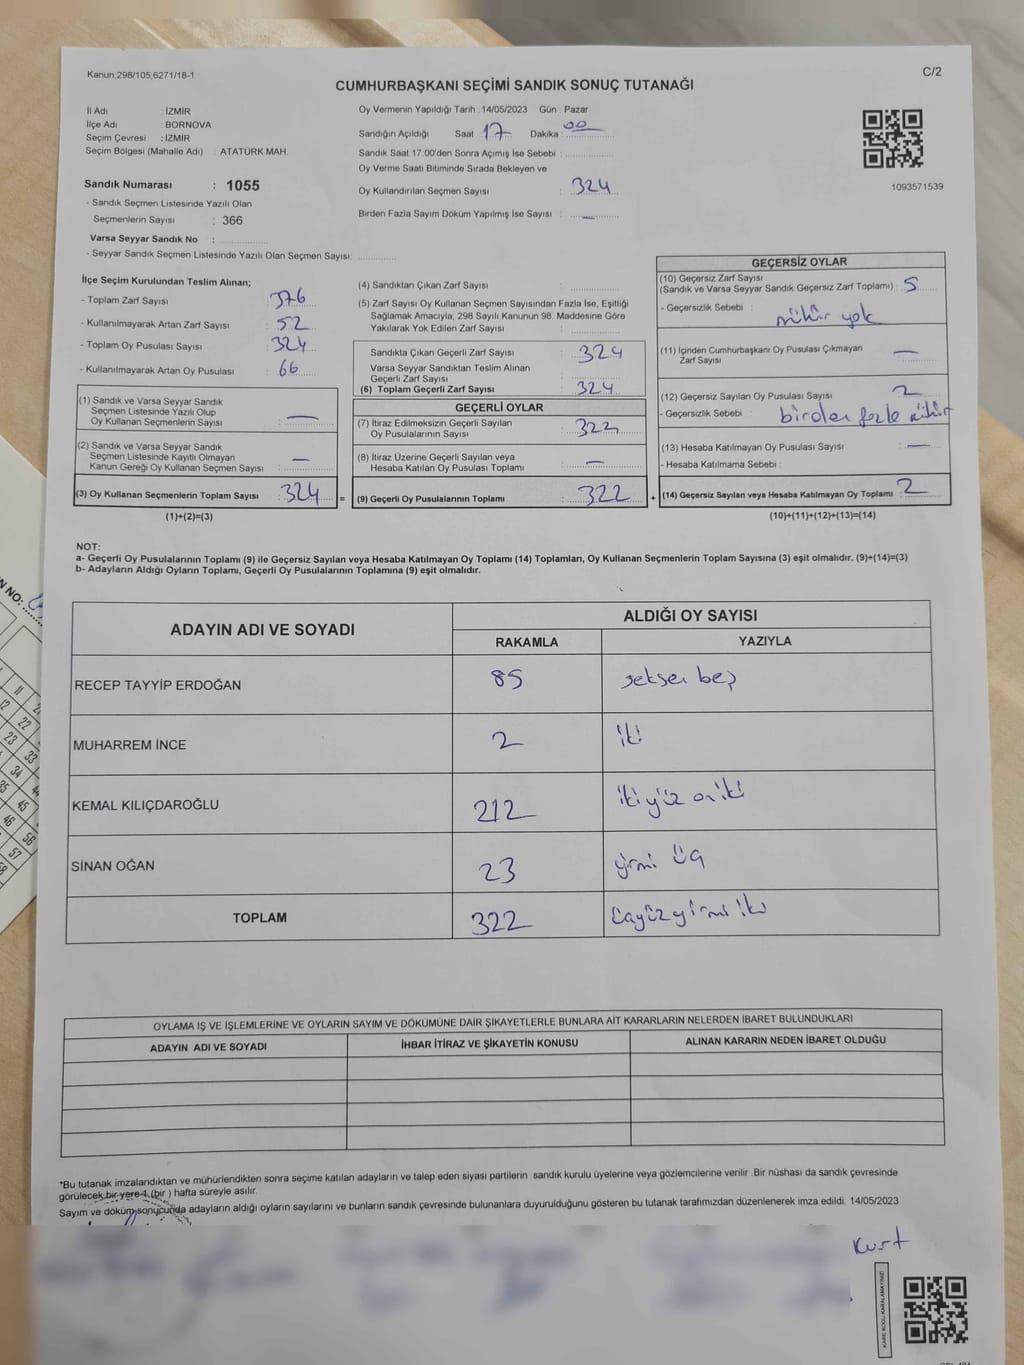 Kanun;298/105;6271/18-1
C/2
CUMHURBAŞKANI SEÇİMİ SANDIK SONUÇ TUTANAĞI
İl Adı : İZMİR
İlçe Adı : BORNOVA
Seçim Çevresi : İZMİR
Seçim Bölgesi (Mahalle Adı) : ATATÜRK MAH.
Sandık Numarası : 1055
- Sandık Seçmen Listesinde Yazılı Olan
Seçmenlerin Sayısı : 366
Varsa Seyyar Sandık No :
- Seyyar Sandık Seçmen Listesinde Yazılı Olan Seçmen Sayısı:
Oy Vermenin Yapıldığı Tarih : 14/05/2023 Gün : Pazar
Sandığın Açıldığı Saat : 17 Dakika : 00
Sandık Saat 17:00'den Sonra Açımış İse Sebebi :
Oy Verme Saati Bitiminde Sırada Bekleyen ve
Oy Kullandırılan Seçmen Sayısı : 324
Birden Fazla Sayım Döküm Yapılmış İse Sayısı : —
1093571539
İlçe Seçim Kurulundan Teslim Alınan;
- Toplam Zarf Sayısı : 376
- Kullanılmayarak Artan Zarf Sayısı : 52
- Toplam Oy Pusulası Sayısı : 324
- Kullanılmayarak Artan Oy Pusulası : 66
(1) Sandık ve Varsa Seyyar Sandık
Seçmen Listesinde Yazılı Olup
Oy Kullanan Seçmenlerin Sayısı : —
(2) Sandık ve Varsa Seyyar Sandık
Seçmen Listesinde Kayıtlı Olmayan
Kanun Gereği Oy Kullanan Seçmen Sayısı : —
(3) Oy Kullanan Seçmenlerin Toplam Sayısı : 324 =
(1)+(2)=(3)
(4) Sandıktan Çıkan Zarf Sayısı :
(5) Zarf Sayısı Oy Kullanan Seçmen Sayısından Fazla İse, Eşitliği
Sağlamak Amacıyla, 298 Sayılı Kanunun 98. Maddesine Göre
Yakılarak Yok Edilen Zarf Sayısı :
Sandıkta Çıkan Geçerli Zarf Sayısı : 324
Varsa Seyyar Sandıktan Teslim Alınan
Geçerli Zarf Sayısı :
(6) Toplam Geçerli Zarf Sayısı : 324
GEÇERLİ OYLAR
(7) İtiraz Edilmeksizin Geçerli Sayılan
Oy Pusulalarının Sayısı : 322
(8) İtiraz Üzerine Geçerli Sayılan veya
Hesaba Katılan Oy Pusulası Toplamı : —
(9) Geçerli Oy Pusulalarının Toplamı : 322 +
GEÇERSİZ OYLAR
(10) Geçersiz Zarf Sayısı
(Sandık ve Varsa Seyyar Sandık Geçersiz Zarf Toplamı) : 5
- Geçersizlik Sebebi : mühür yok
(11) İçinden Cumhurbaşkanı Oy Pusulası Çıkmayan
Zarf Sayısı : —
(12) Geçersiz Sayılan Oy Pusulası Sayısı : 2
- Geçersizlik Sebebi : birden fazla mühür
(13) Hesaba Katılmayan Oy Pusulası Sayısı : —
- Hesaba Katılmama Sebebi :
(14) Geçersiz Sayılan veya Hesaba Katılmayan Oy Toplamı : 2
(10)+(11)+(12)+(13)=(14)
NOT:
a- Geçerli Oy Pusulalarının Toplamı (9) ile Geçersiz Sayılan veya Hesaba Katılmayan Oy Toplamı (14) Toplamları, Oy Kullanan Seçmenlerin Toplam Sayısına (3) eşit olmalıdır. (9)+(14)=(3)
b- Adayların Aldığı Oyların Toplamı, Geçerli Oy Pusulalarının Toplamına (9) eşit olmalıdır.
ADAYIN ADI VE SOYADI ALDIĞI OY SAYISI
RAKAMLA YAZIYLA
RECEP TAYYİP ERDOĞAN 85 seksen beş
MUHARREM İNCE 2 iki
KEMAL KILIÇDAROĞLU 212 ikiyüz oniki
SİNAN OĞAN 23 yirmi üç
TOPLAM 322 üçyüzyirmi iki
OYLAMA İŞ VE İŞLEMLERİNE VE OYLARIN SAYIM VE DÖKÜMÜNE DAİR ŞİKAYETLERLE BUNLARA AİT KARARLARIN NELERDEN İBARET BULUNDUKLARI
ADAYIN ADI VE SOYADI İHBAR İTİRAZ VE ŞİKAYETİN KONUSU ALINAN KARARIN NEDEN İBARET OLDUĞU
*Bu tutanak imzalandıktan ve mühürlendikten sonra seçime katılan adayların ve talep eden siyasi partilerin sandık kurulu üyelerine veya gözlemcilerine verilir .Bir nüshası da sandık çevresinde
görülecek bir yere 1 (bir ) hafta süreyle asılır.
Sayım ve döküm sonucunda adayların aldığı oyların sayılarını ve bunların sandık çevresinde bulunanlara duyurulduğunu gösteren bu tutanak tarafımızdan düzenlenerek imza edildi. 14/05/2023
Kurt
KARE KODU KARALAMAYINIZ!